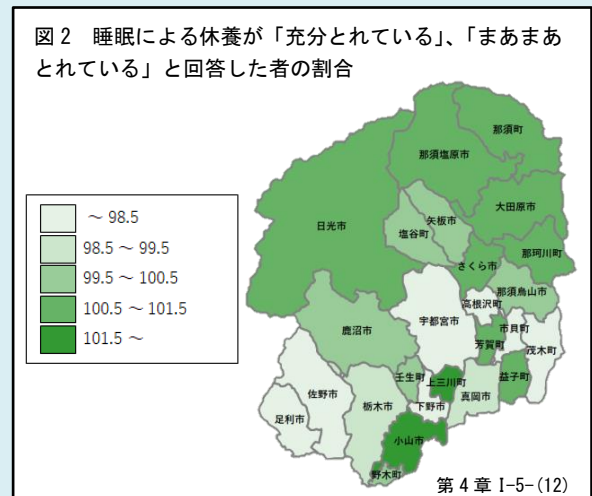 図2 睡眠による休養が「充分とれている」、「まあまあ
とれている」と回答した者の割合
～ 98.5
98.5 ～ 99.5
99.5 ～ 100.5
100.5 ～ 101.5
101.5 ～
那須町
那須塩原市
大田原市
日光市
矢板市
塩谷町
那珂川町
さくら市
那須烏山市
高根沢町
宇都宮市
市貝町
鹿沼市
芳賀町
茂木町
壬生町
上三川町
益子町
佐野市
栃木市
下野市
真岡市
足利市
小山市
野木町
第4章 I-5-(12)